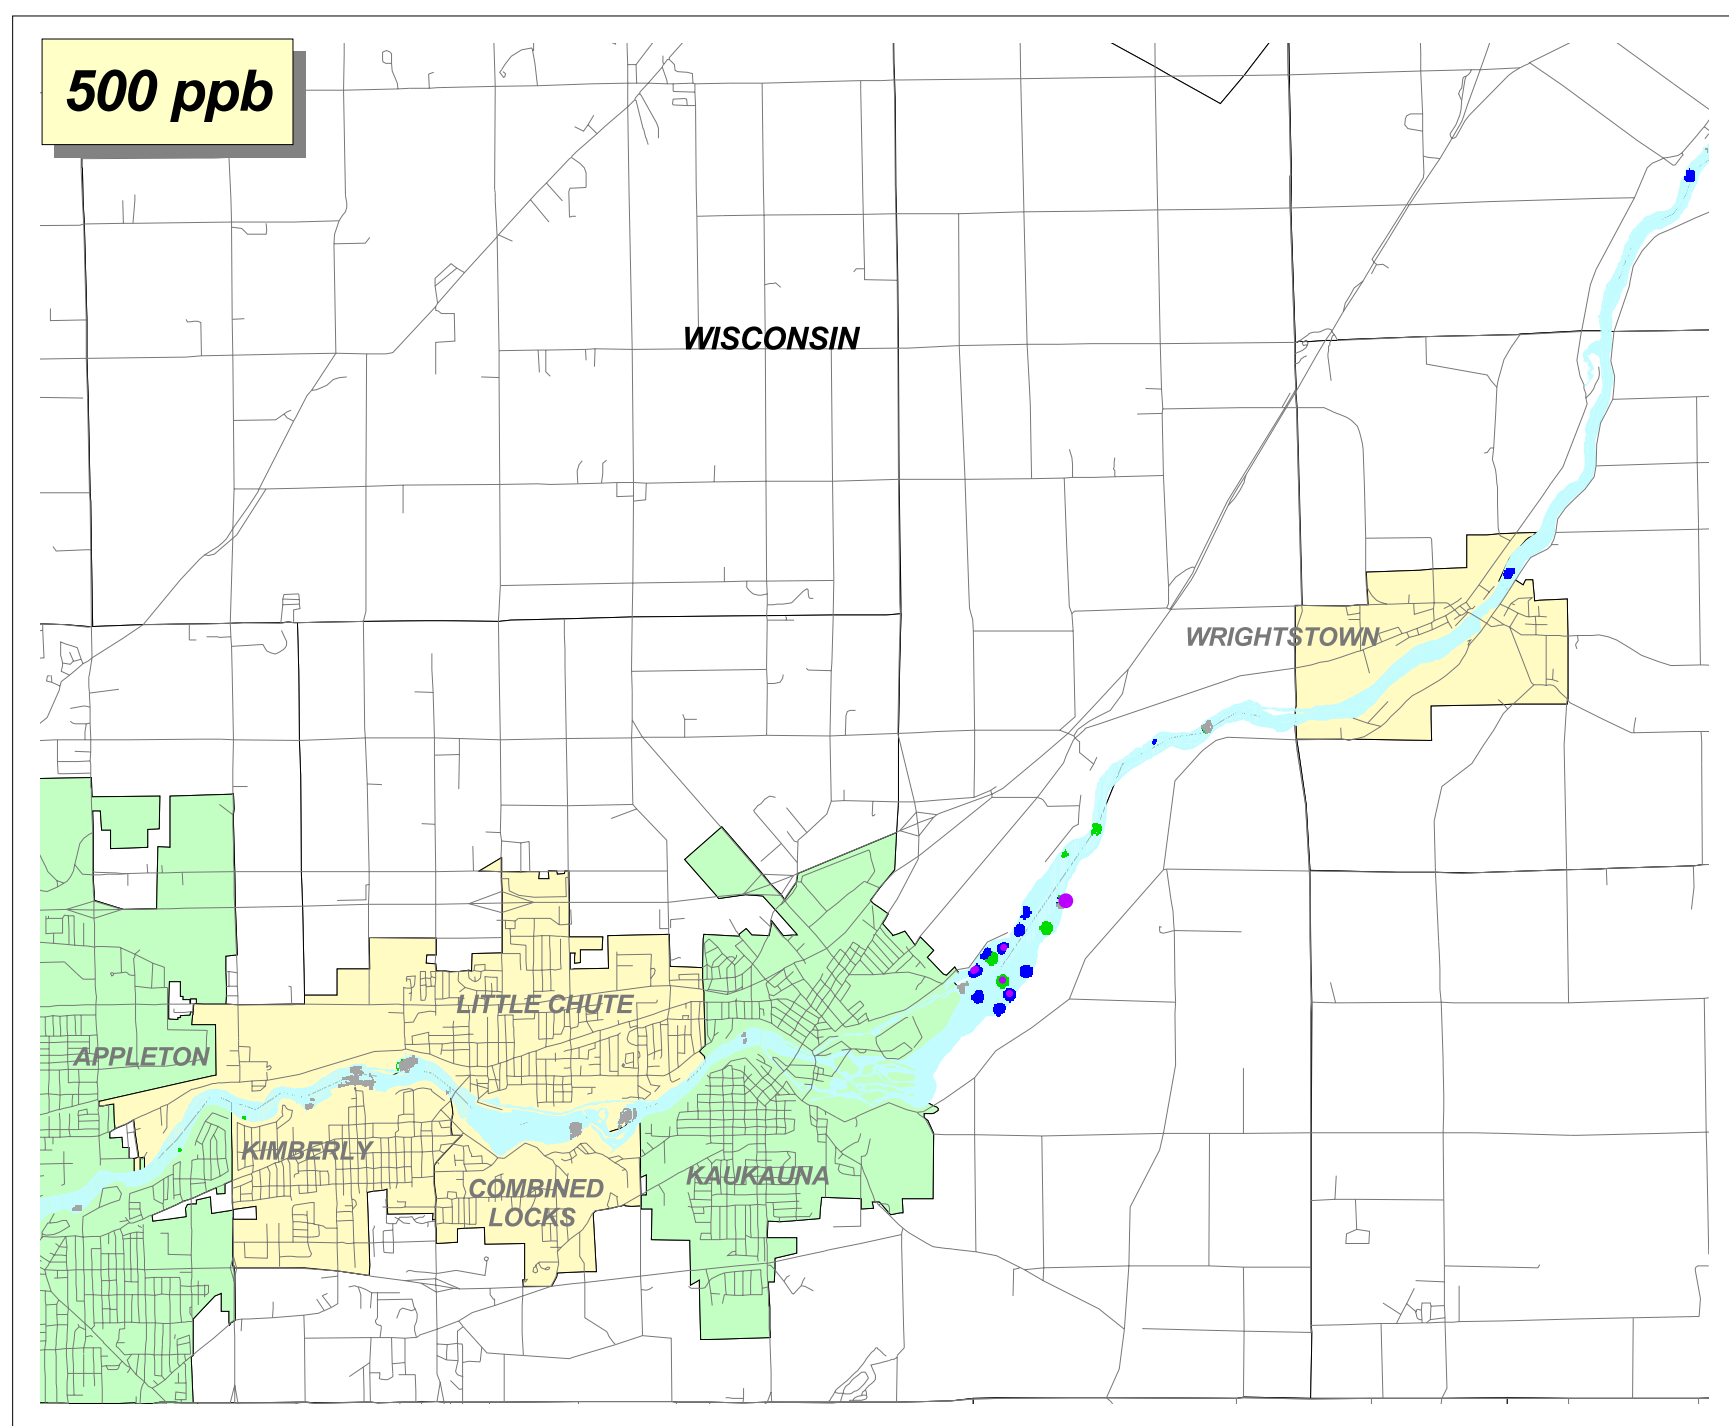 500 ppb
WISCONSIN
WRIGHTSTOWN
LITTLE CHUTE
APPLETON
KIMBERLY
COMBINED
LOCKS
KAUKAUNA